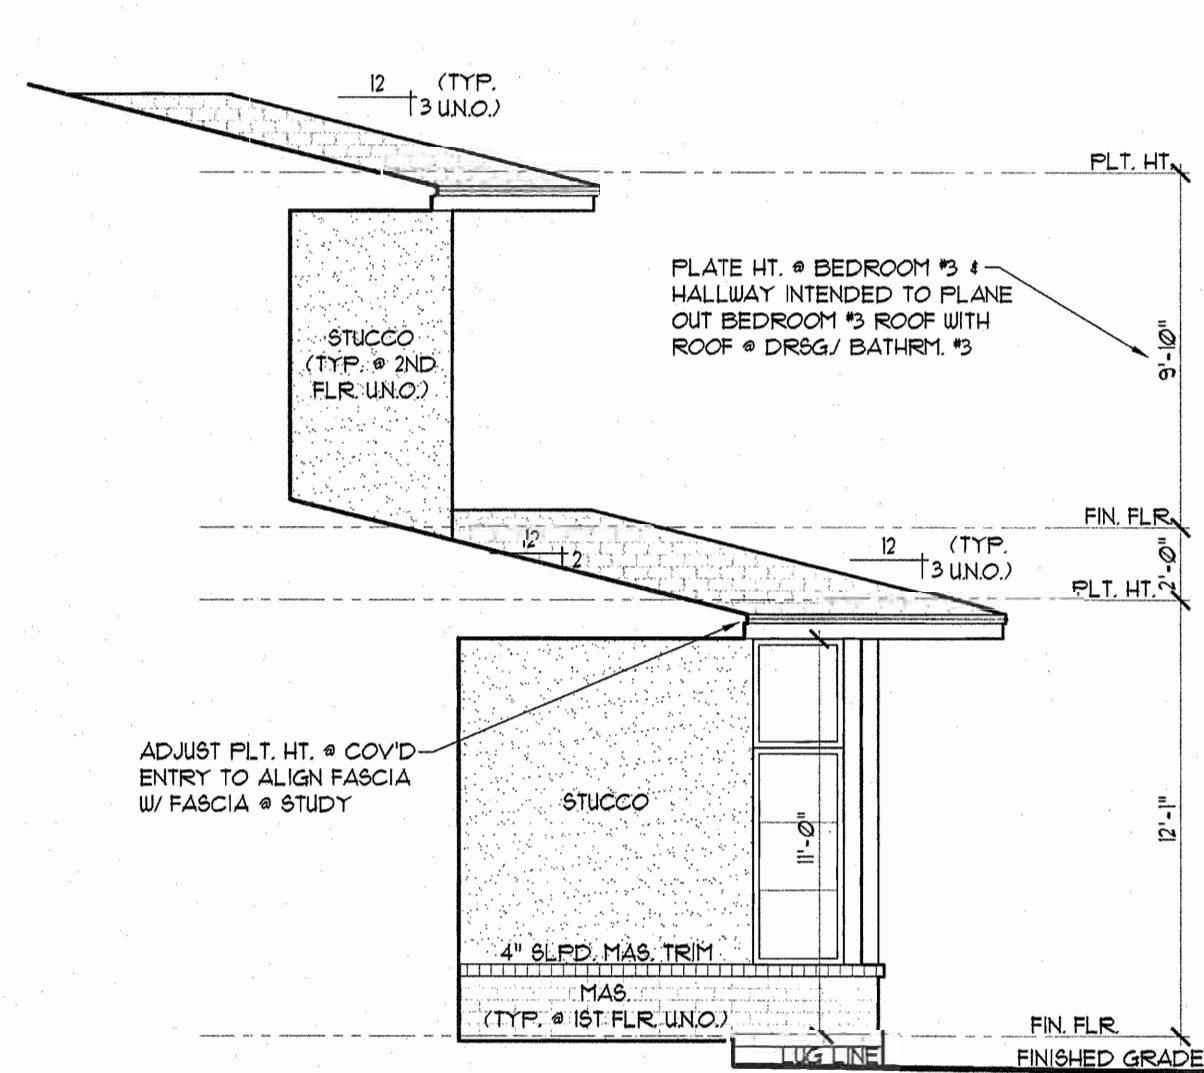 12 (TYP.
3 U.N.O.)
PLT. HT.
PLATE HT. @ BEDROOM #3 &
HALLWAY INTENDED TO PLANE
OUT BEDROOM #3 ROOF WITH
ROOF @ DRSG./ BATHRM. #3
9'-10"
STUCCO
(TYP. @ 2ND
FLR. U.N.O.)
FIN. FLR.
12
2
12 (TYP.
3 U.N.O.)
2'-0"
PLT. HT.
ADJUST PLT. HT. @ COV'D
ENTRY TO ALIGN FASCIA
W/ FASCIA @ STUDY
STUCCO
11'-0"
12'-1"
4" SLPD. MAS. TRIM
MAS.
(TYP. @ 1ST FLR. U.N.O.)
FIN. FLR.
LUG LINE
FINISHED GRADE